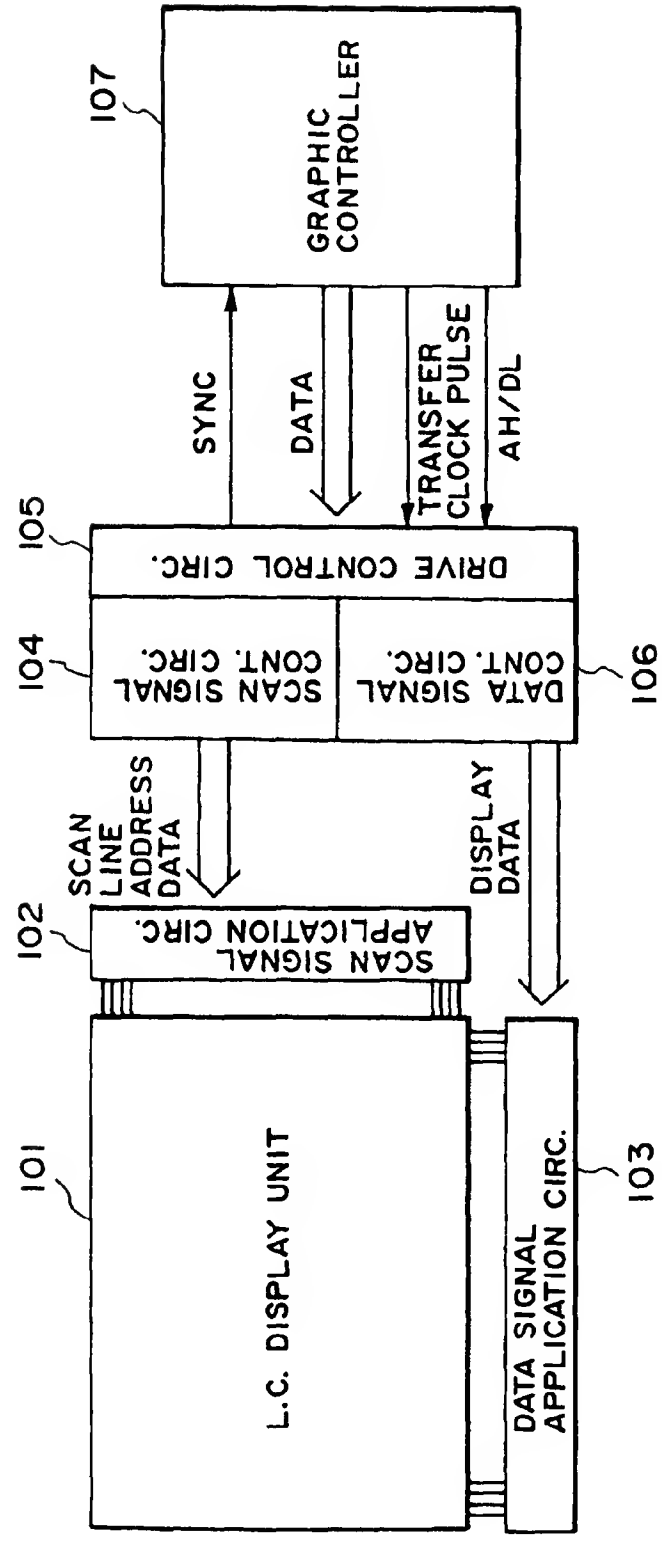 101
L.C. DISPLAY UNIT
102
SCAN SIGNAL
APPLICATION CIRC.
103
DATA SIGNAL
APPLICATION CIRC.
SCAN
LINE
ADDRESS
DATA
DISPLAY
DATA
104
SCAN SIGNAL
CONT. CIRC.
105
DRIVE CONTROL CIRC.
106
DATA SIGNAL
CONT. CIRC.
SYNC
DATA
TRANSFER
CLOCK PULSE
AH/DL
107
GRAPHIC
CONTROLLER